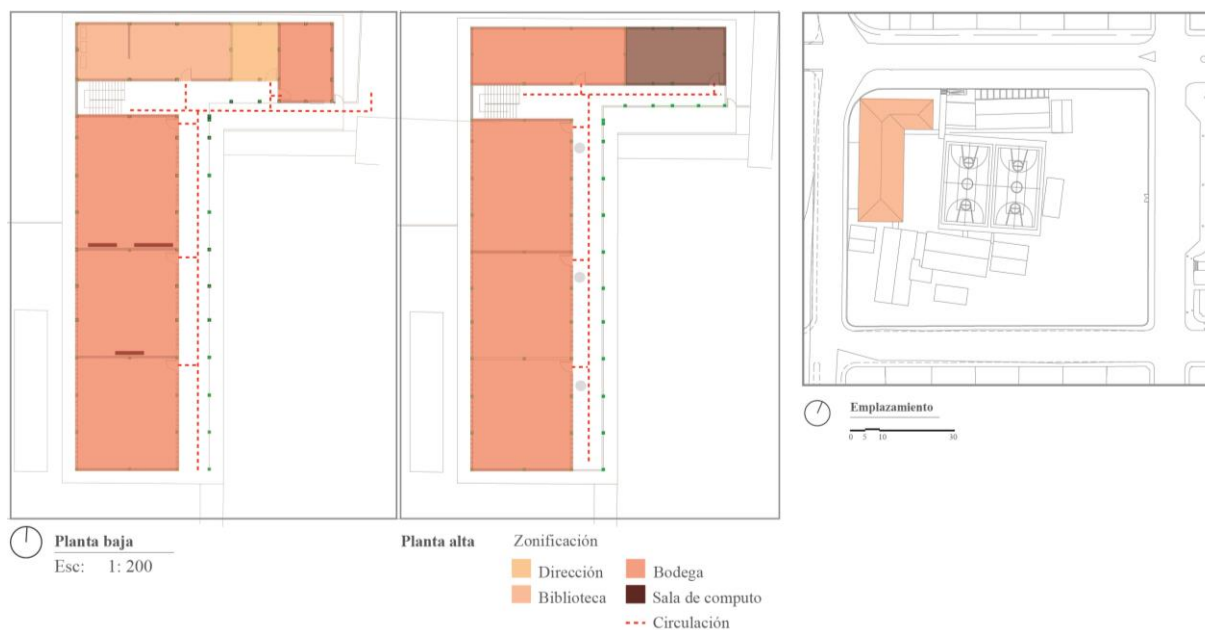 Emplazamiento
0 5 10 30
Planta baja
Esc: 1: 200
Planta alta
Zonificación
Dirección
Bodega
Biblioteca
Sala de computo
Circulación